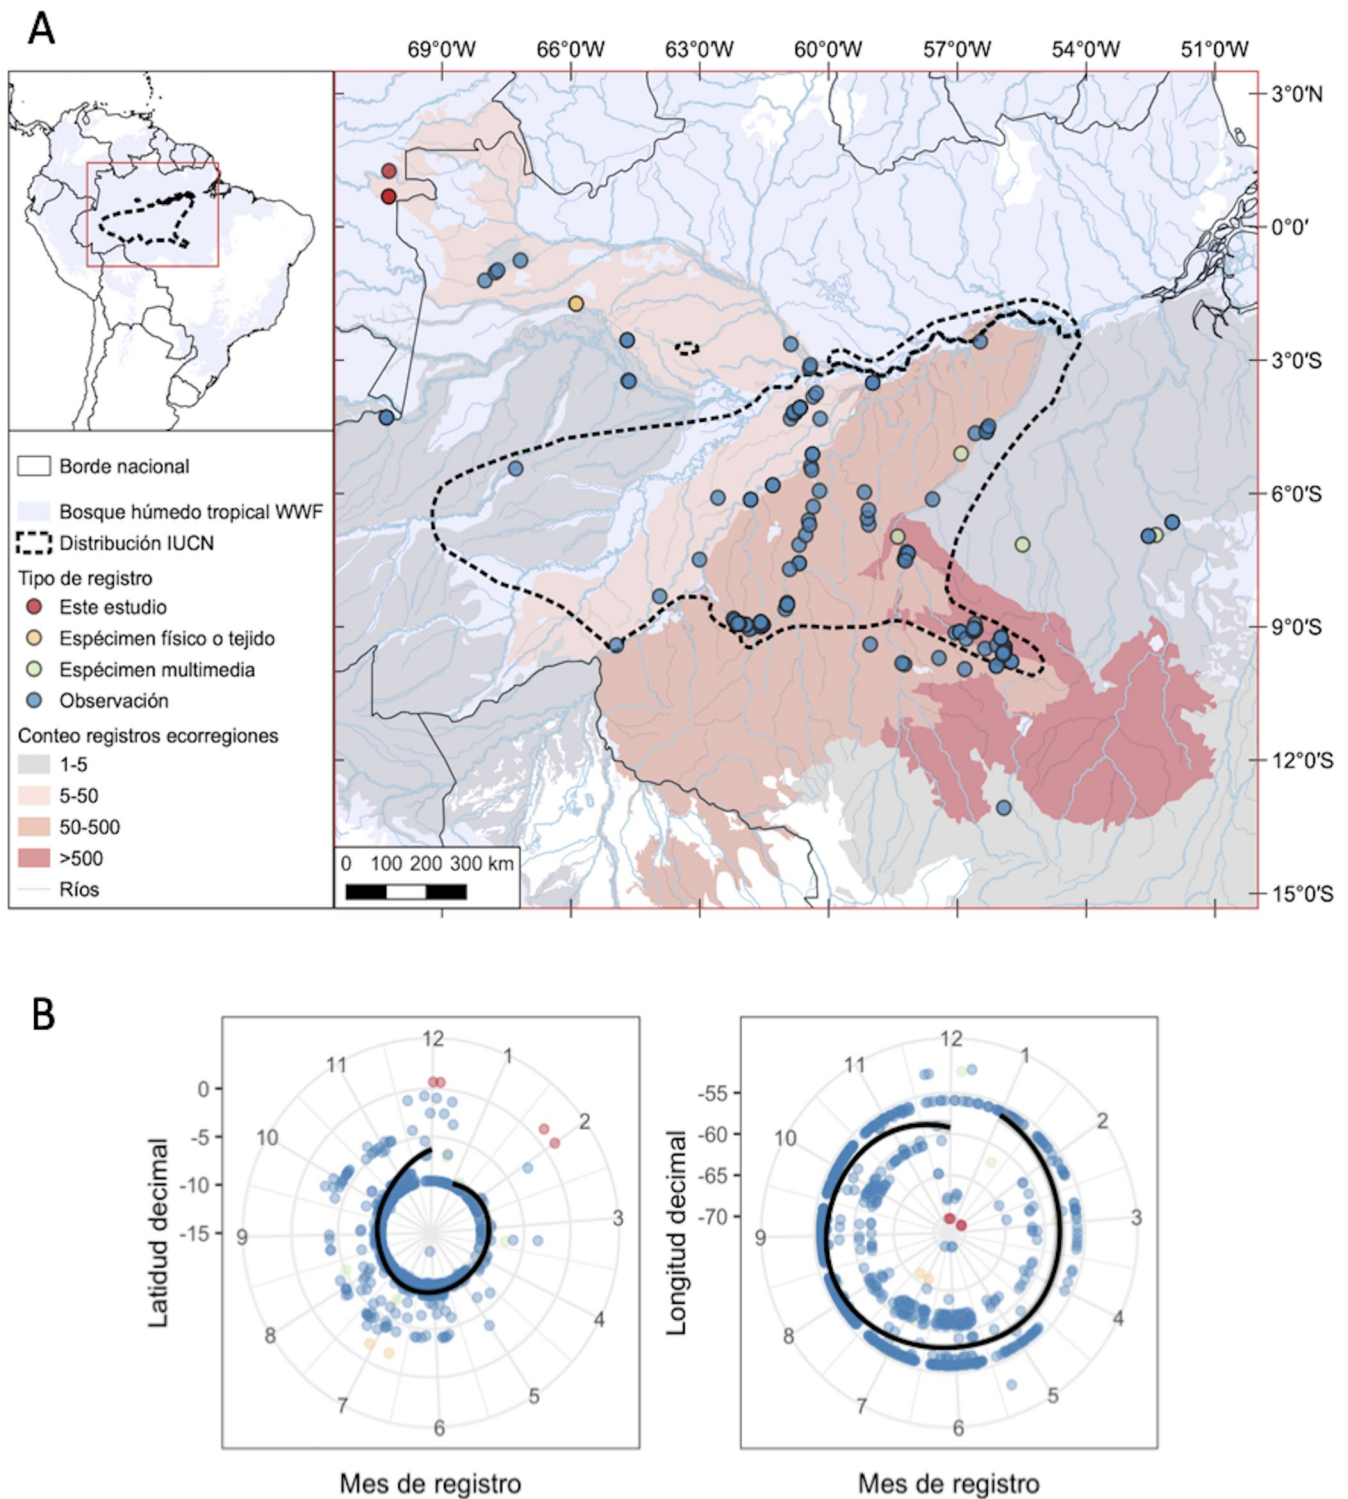 A
69°0'W 66°0'W 63°0'W 60°0'W 57°0'W 54°0'W 51°0'W
3°0'N
0°0'
3°0'S
6°0'S
9°0'S
12°0'S
15°0'S
Borde nacional
Bosque húmedo tropical WWF
Distribución IUCN
Tipo de registro
Este estudio
Espécimen físico o tejido
Espécimen multimedia
Observación
Conteo registros ecorregiones
1-5
5-50
50-500
>500
Ríos
0 100 200 300 km
B
Latidud decimal
0
-5
-10
-15
12
1
2
3
4
5
6
7
8
9
10
11
Mes de registro
Longitud decimal
-55
-60
-65
-70
12
1
2
3
4
5
6
7
8
9
10
11
Mes de registro